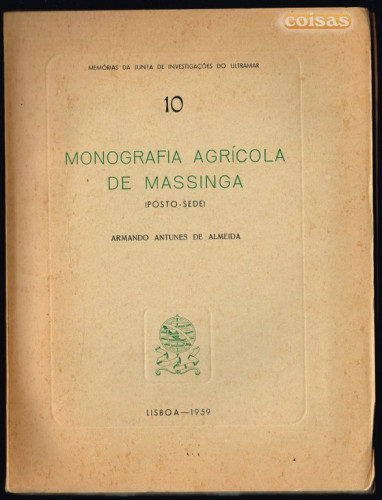 coisas
MEMÓRIAS DA JUNTA DE INVESTIGAÇÕES DO ULTRAMAR
10
MONOGRAFIA AGRÍCOLA
DE MASSINGA
(POSTO-SEDE)
ARMANDO ANTUNES DE ALMEIDA
LISBOA—1959